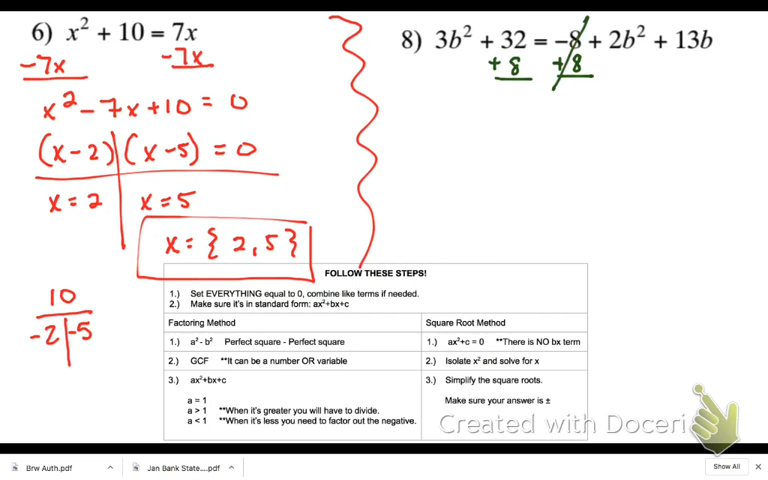 6) x² + 10 = 7x
-7x -7x
x² - 7x + 10 = 0
(x - 2) (x - 5) = 0
x = 2 x = 5
x = { 2, 5 }
10
-2 -5
8) 3b² + 32 = -8 + 2b² + 13b
+ 8 + 8
FOLLOW THESE STEPS!
1.) Set EVERYTHING equal to 0, combine like terms if needed.
2.) Make sure it's in standard form: ax²+bx+c
Factoring Method
1.) a² - b² Perfect square - Perfect square
2.) GCF **It can be a number OR variable
3.) ax²+bx+c
a = 1
a > 1 **When it's greater you will have to divide.
a < 1 **When it's less you need to factor out the negative.
Square Root Method
1.) ax²+c = 0 **There is NO bx term
2.) Isolate x² and solve for x
3.) Simplify the square roots.
Make sure your answer is ±
Created with Doceri
Brw Auth.pdf
Jan Bank State....pdf
Show All